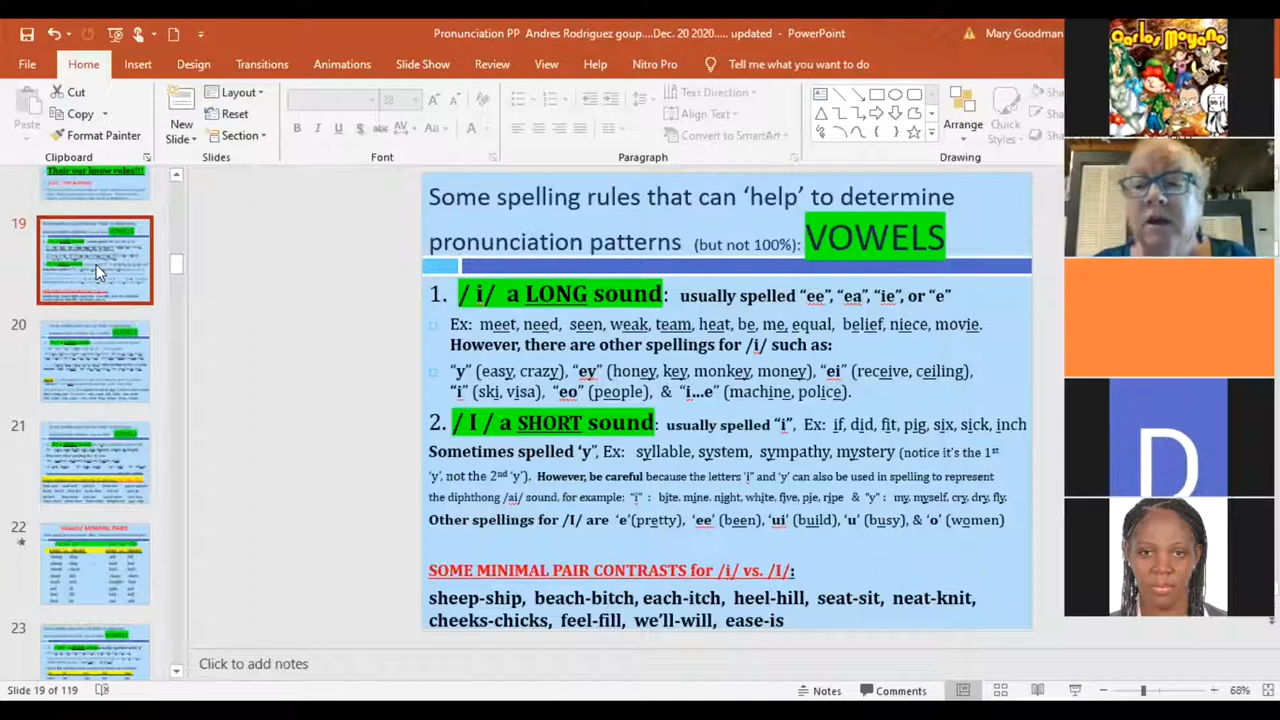 Pronunciation PP Andres Rodriguez goup....Dec. 20 2020..... updated - PowerPoint
Mary Goodman
File Home Insert Design Transitions Animations Slide Show Review View Help Nitro Pro Tell me what you want to do
Paste
Cut
Copy
Format Painter
Clipboard
New
Slide
Layout
Reset
Section
Slides
Font
Text Direction
Align Text
Convert to SmartArt
Paragraph
Arrange
Quick
Styles
Drawing
Carlos Moyano
19
20
21
22
23
Some spelling rules that can 'help' to determine
pronunciation patterns (but not 100%): VOWELS
1. / i / a LONG sound: usually spelled "ee", "ea", "ie", or "e"
Ex: meet, need, seen, weak, team, heat, he, me, equal, belief, niece, movie.
However, there are other spellings for /i/ such as:
"y" (easy, crazy), "ey" (honey, key, monkey, money), "ei" (receive, ceiling),
"i" (ski, visa), "eo" (people), & "i...e" (machine, police).
2. / I / a SHORT sound: usually spelled "i". Ex: if, did, fit, pig, six, sick, inch
Sometimes spelled 'y", Ex: syllable, system, sympathy, mystery (notice it's the 1st
'y', not the 2nd 'y'). However, be careful because the letters 'i' and 'y' can also be used in spelling to represent
the diphthong /aɪ/ sound. For example: "i" : bite, mine, night, like, & "y" : my, myself, cry, dry, fly.
Other spellings for /I/ are 'e'(pretty), 'ee' (been), 'ui' (build), 'u' (busy), & 'o' (women)
SOME MINIMAL PAIR CONTRASTS for /i/ vs. /I/:
sheep-ship, beach-bitch, each-itch, heel-hill, seat-sit, neat-knit,
cheeks-chicks, feel-fill, we'll-will, ease-is
D
Click to add notes
Slide 19 of 119
Notes
Comments
68%